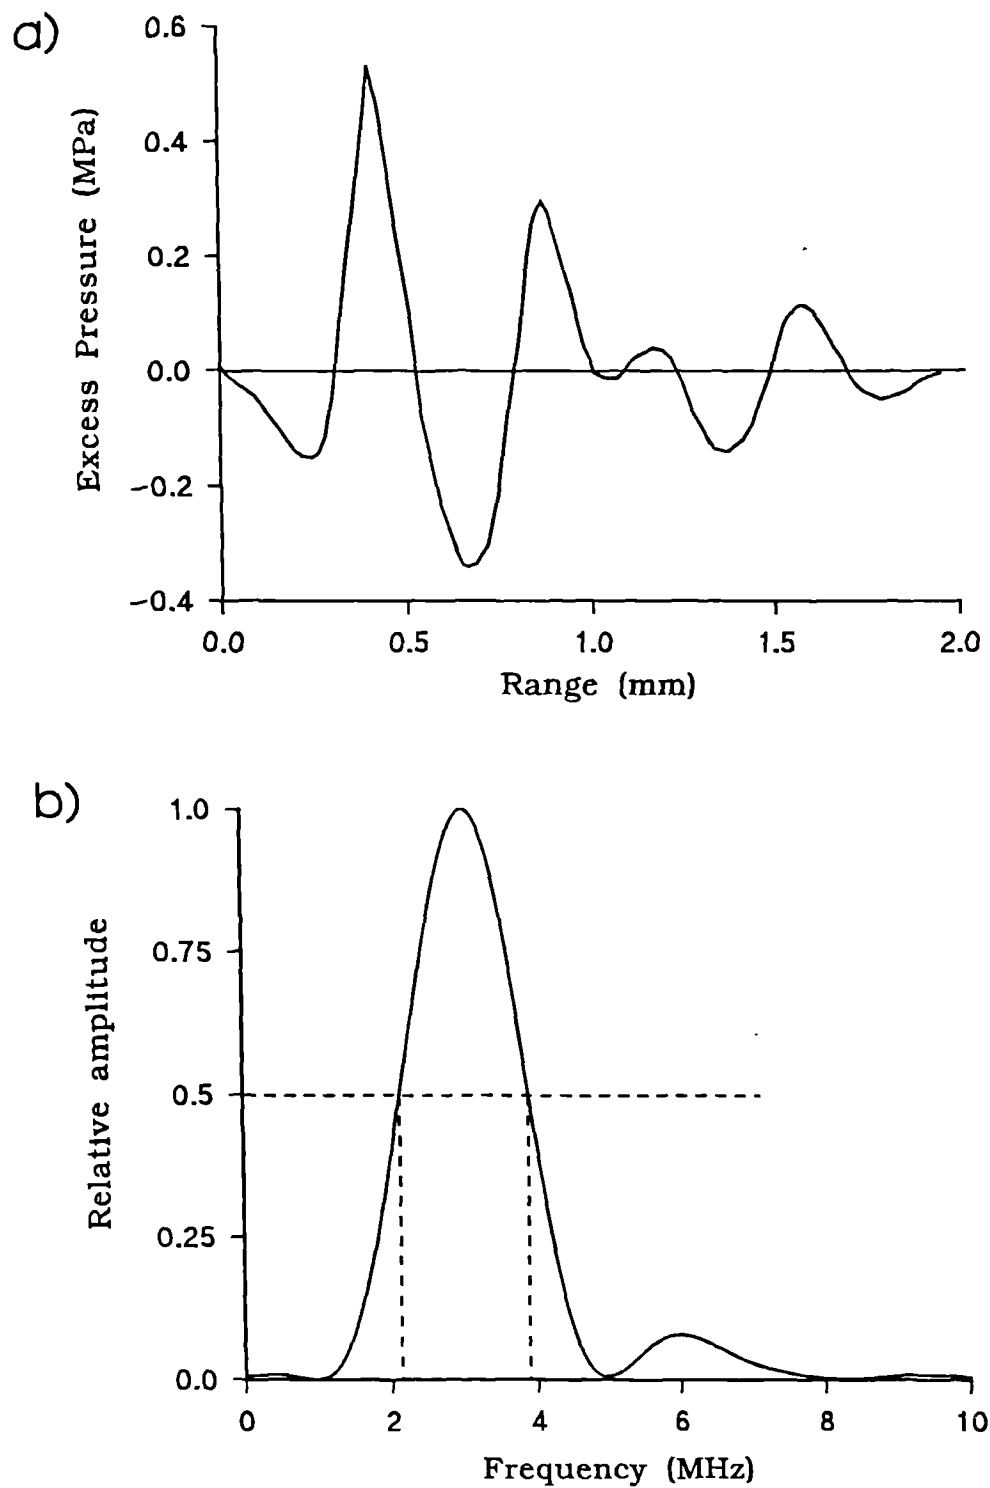 a)
Excess Pressure (MPa)
0.6
0.4
0.2
0.0
−0.2
−0.4
0.0 0.5 1.0 1.5 2.0
Range (mm)
b)
Relative amplitude
1.0
0.75
0.5
0.25
0.0
0 2 4 6 8 10
Frequency (MHz)